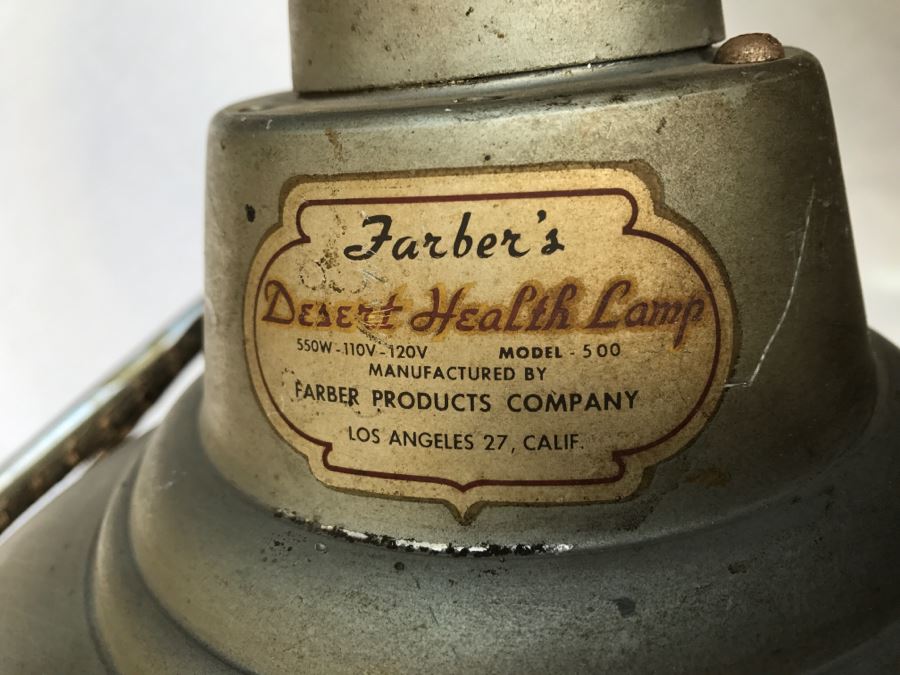 Farber's
Desert Health Lamp
550W-110V-120V MODEL - 500
MANUFACTURED BY
FARBER PRODUCTS COMPANY
LOS ANGELES 27, CALIF.